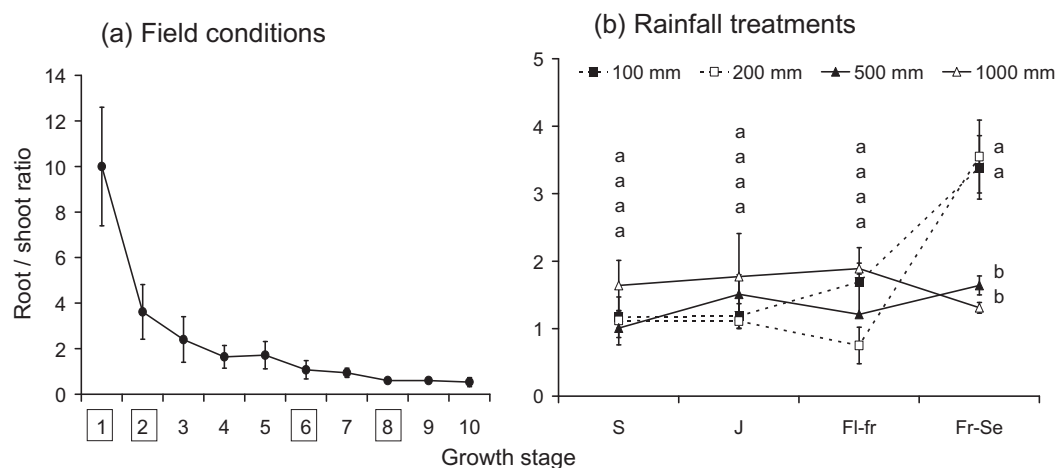 (a) Field conditions
Root / shoot ratio
14
12
10
8
6
4
2
0
1 2 3 4 5 6 7 8 9 10
(b) Rainfall treatments
100 mm 200 mm 500 mm 1000 mm
5
4
3
2
1
0
a
a
a
a
a
a
a
a
a
a
a
a
a
a
b
b
S J Fl-fr Fr-Se
Growth stage